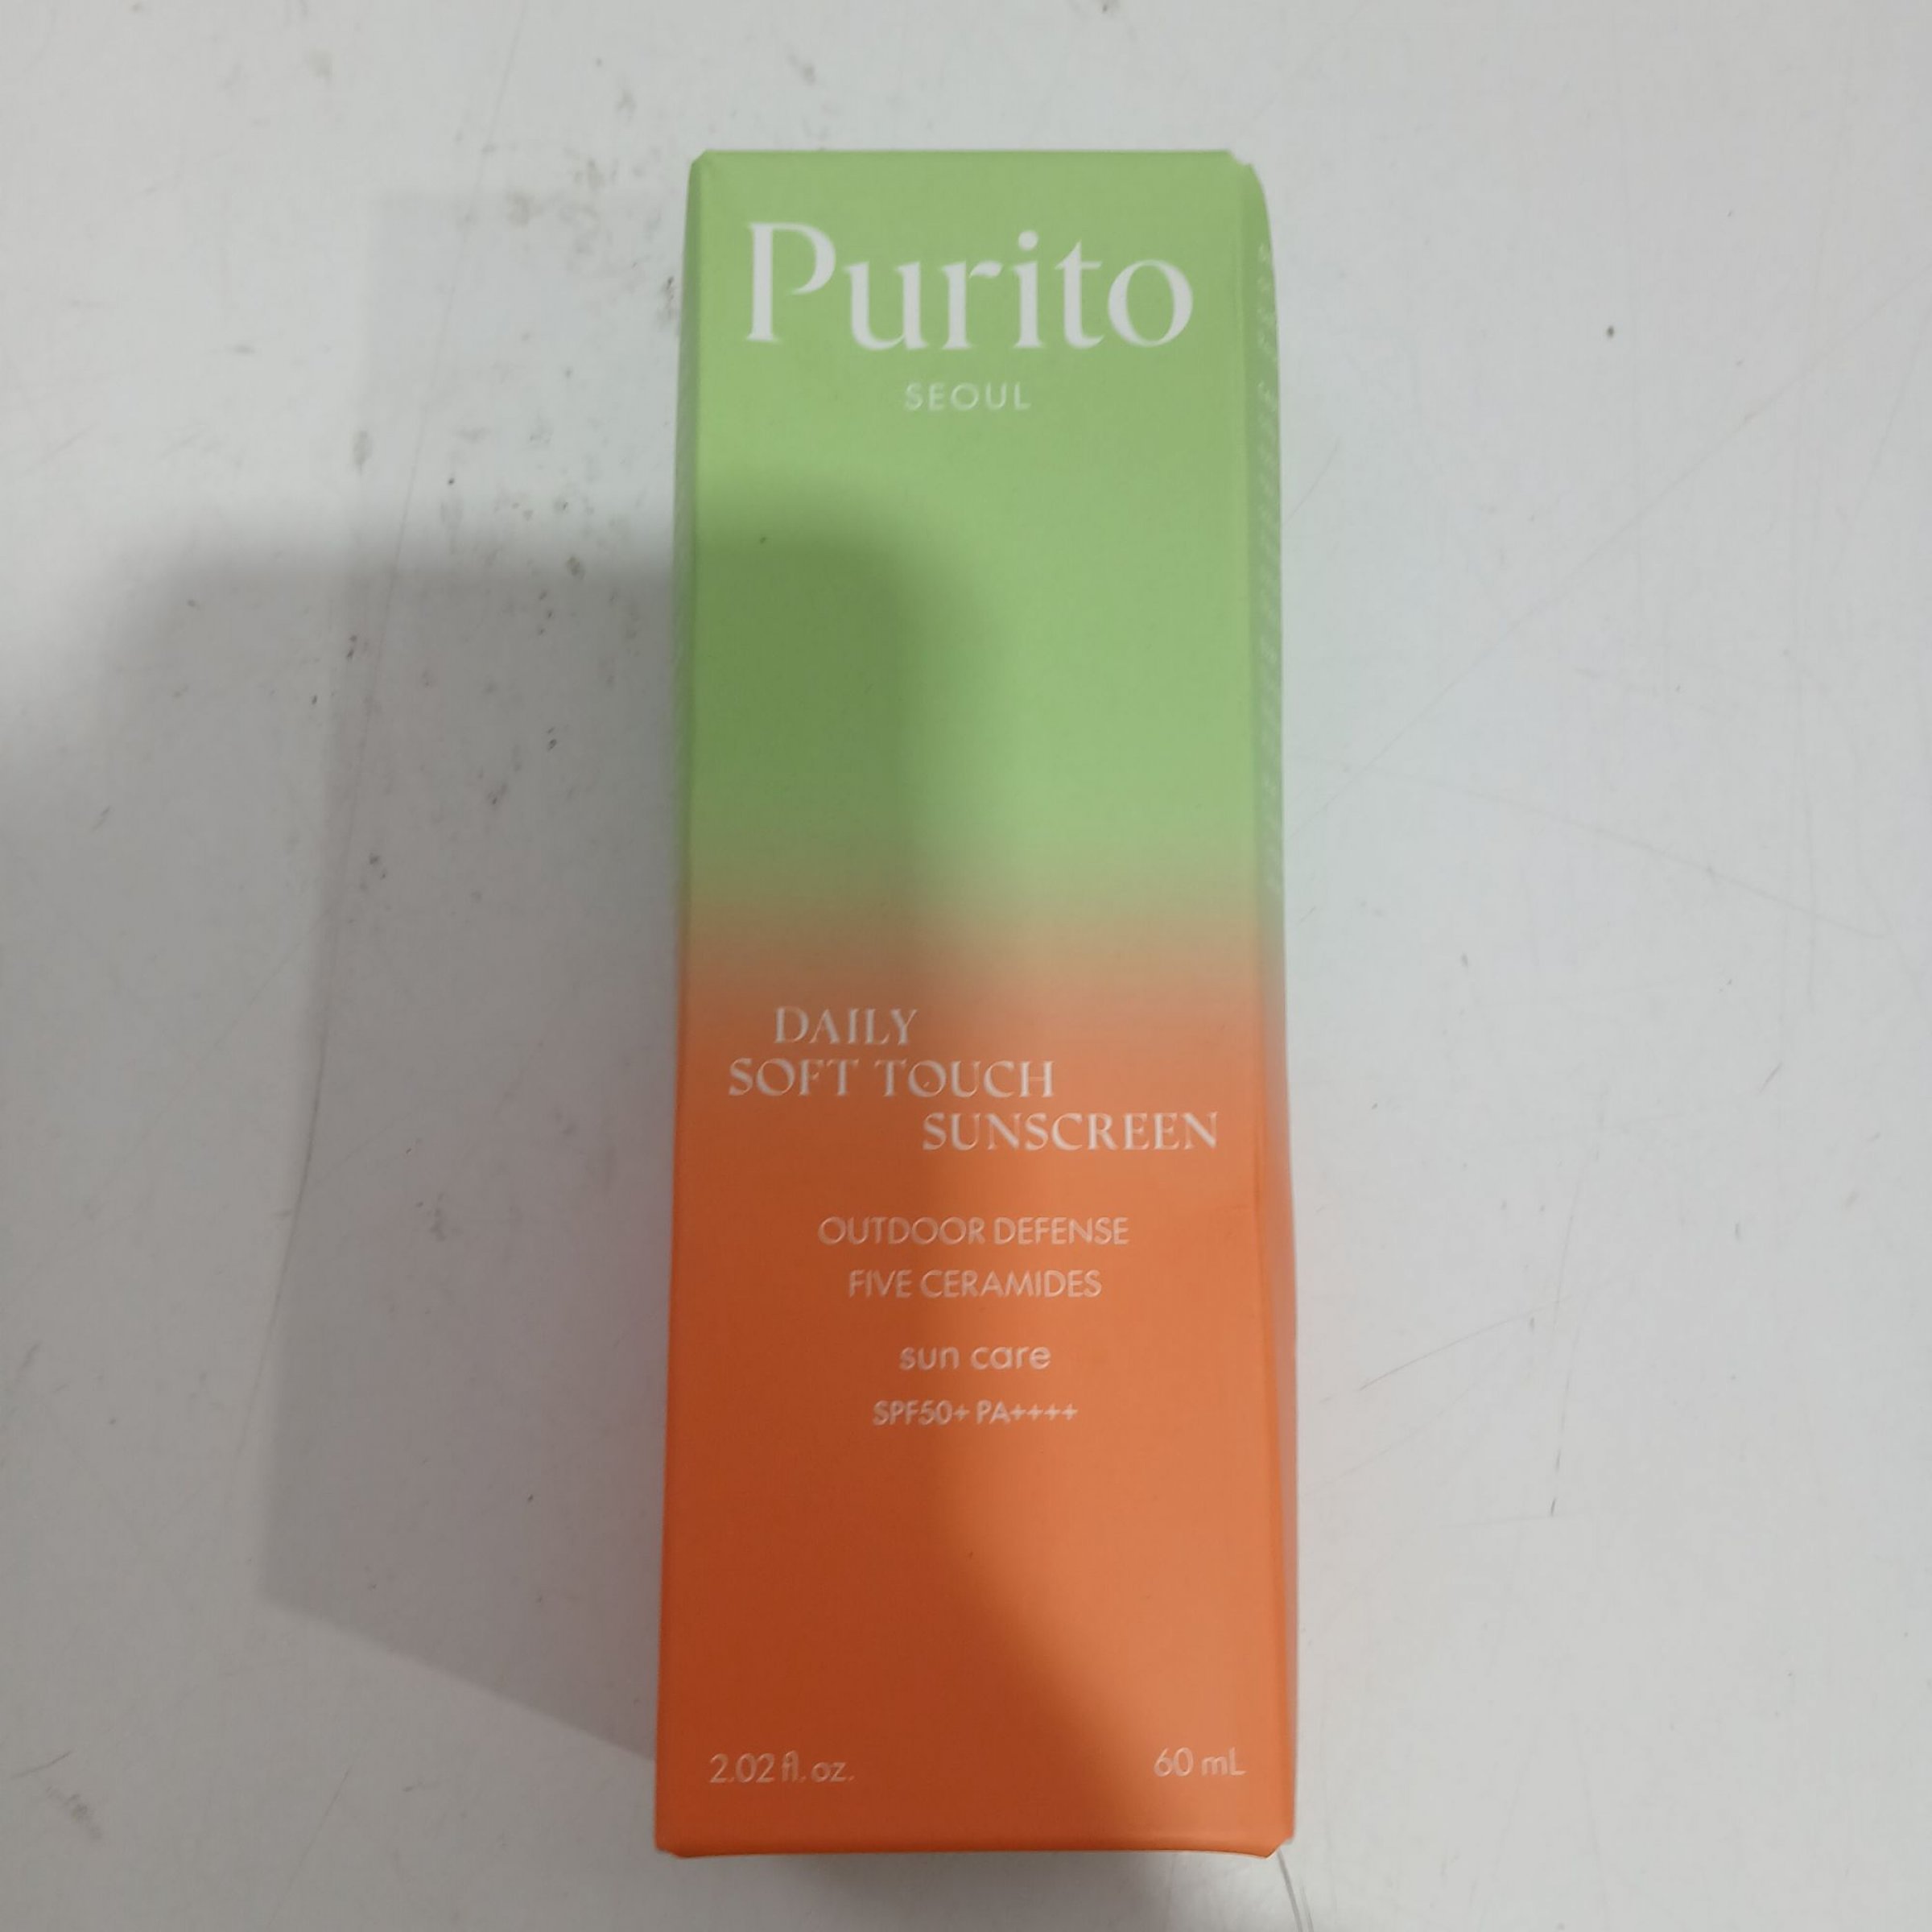 Purito
SEOUL
DAILY
SOFT TOUCH
SUNSCREEN
OUTDOOR DEFENSE
FIVE CERAMIDES
sun care
SPF50+ PA++++
2.02 fl. oz.
60 mL